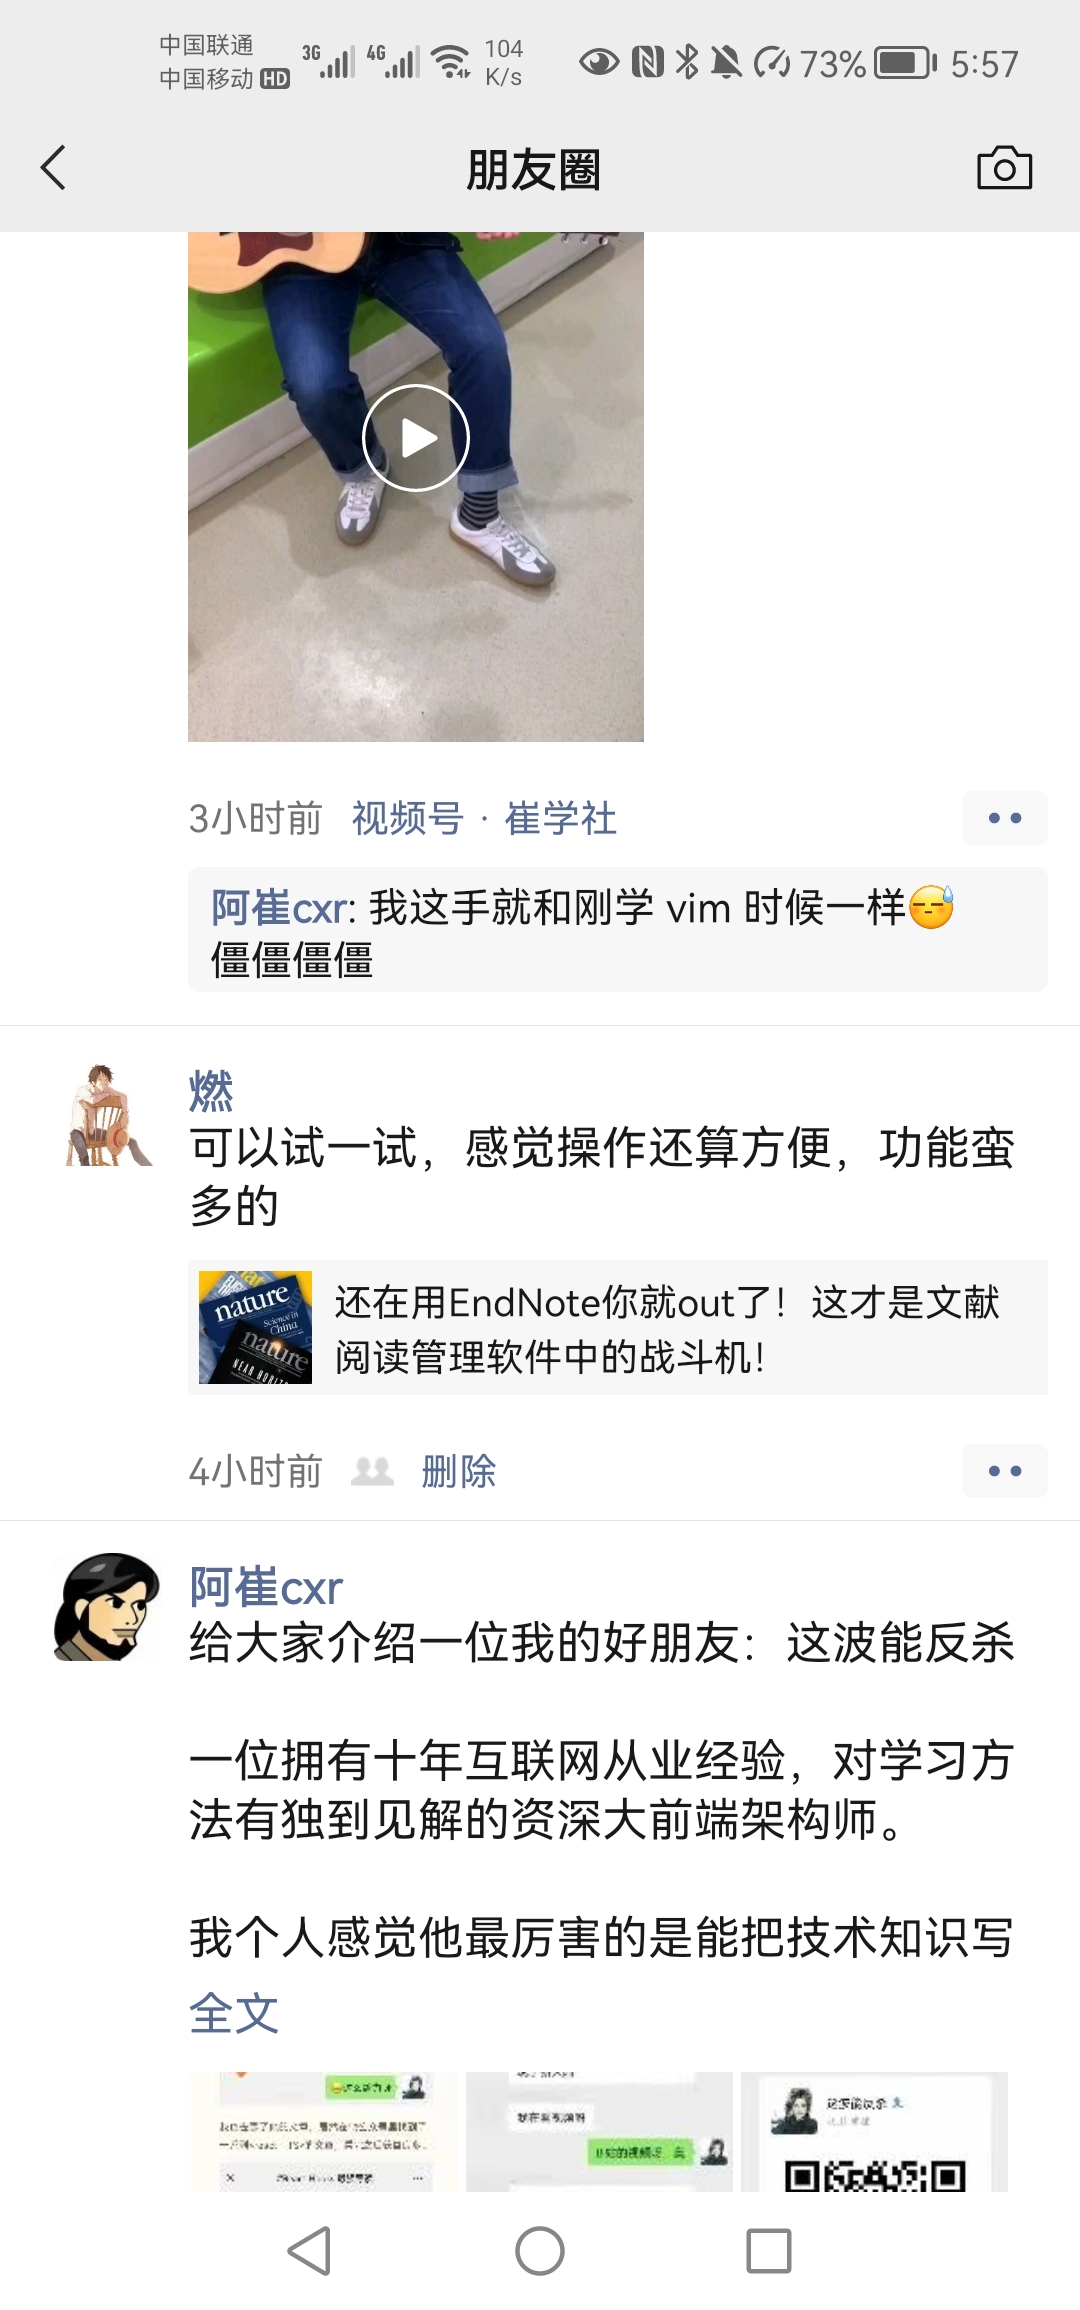 中国联通
中国移动 HD
3G
4G
104
K/s
73%
5:57
朋友圈
3小时前 视频号 · 崔学社
阿崔cxr: 我这手就和刚学 vim 时候一样
僵僵僵僵
燃
可以试一试，感觉操作还算方便，功能蛮
多的
nature
Science in
China
nature
还在用EndNote你就out了！这才是文献
阅读管理软件中的战斗机！
4小时前 删除
阿崔cxr
给大家介绍一位我的好朋友：这波能反杀
一位拥有十年互联网从业经验，对学习方
法有独到见解的资深大前端架构师。
我个人感觉他最厉害的是能把技术知识写
全文
这波能反杀